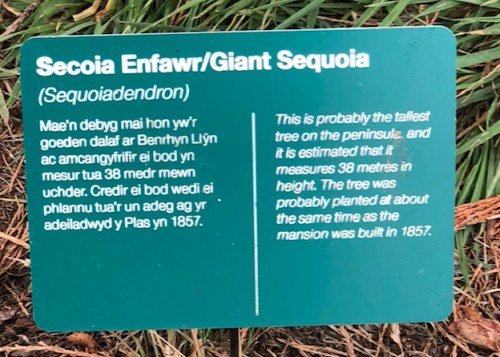 Secoia Enfawr/Giant Sequoia
(Sequoiadendron)
Mae'n debyg mai hon yw'r
goeden dalaf ar Benrhyn Llŷn
ac amcangyfrifir ei bod yn
mesur tua 38 medr mewn
uchder. Credir ei bod wedi ei
phlannu tua'r un adeg ag yr
adeiladwyd y Plas yn 1857.
This is probably the tallest
tree on the peninsula and
it is estimated that it
measures 38 metres in
height. The tree was
probably planted at about
the same time as the
mansion was built in 1857.